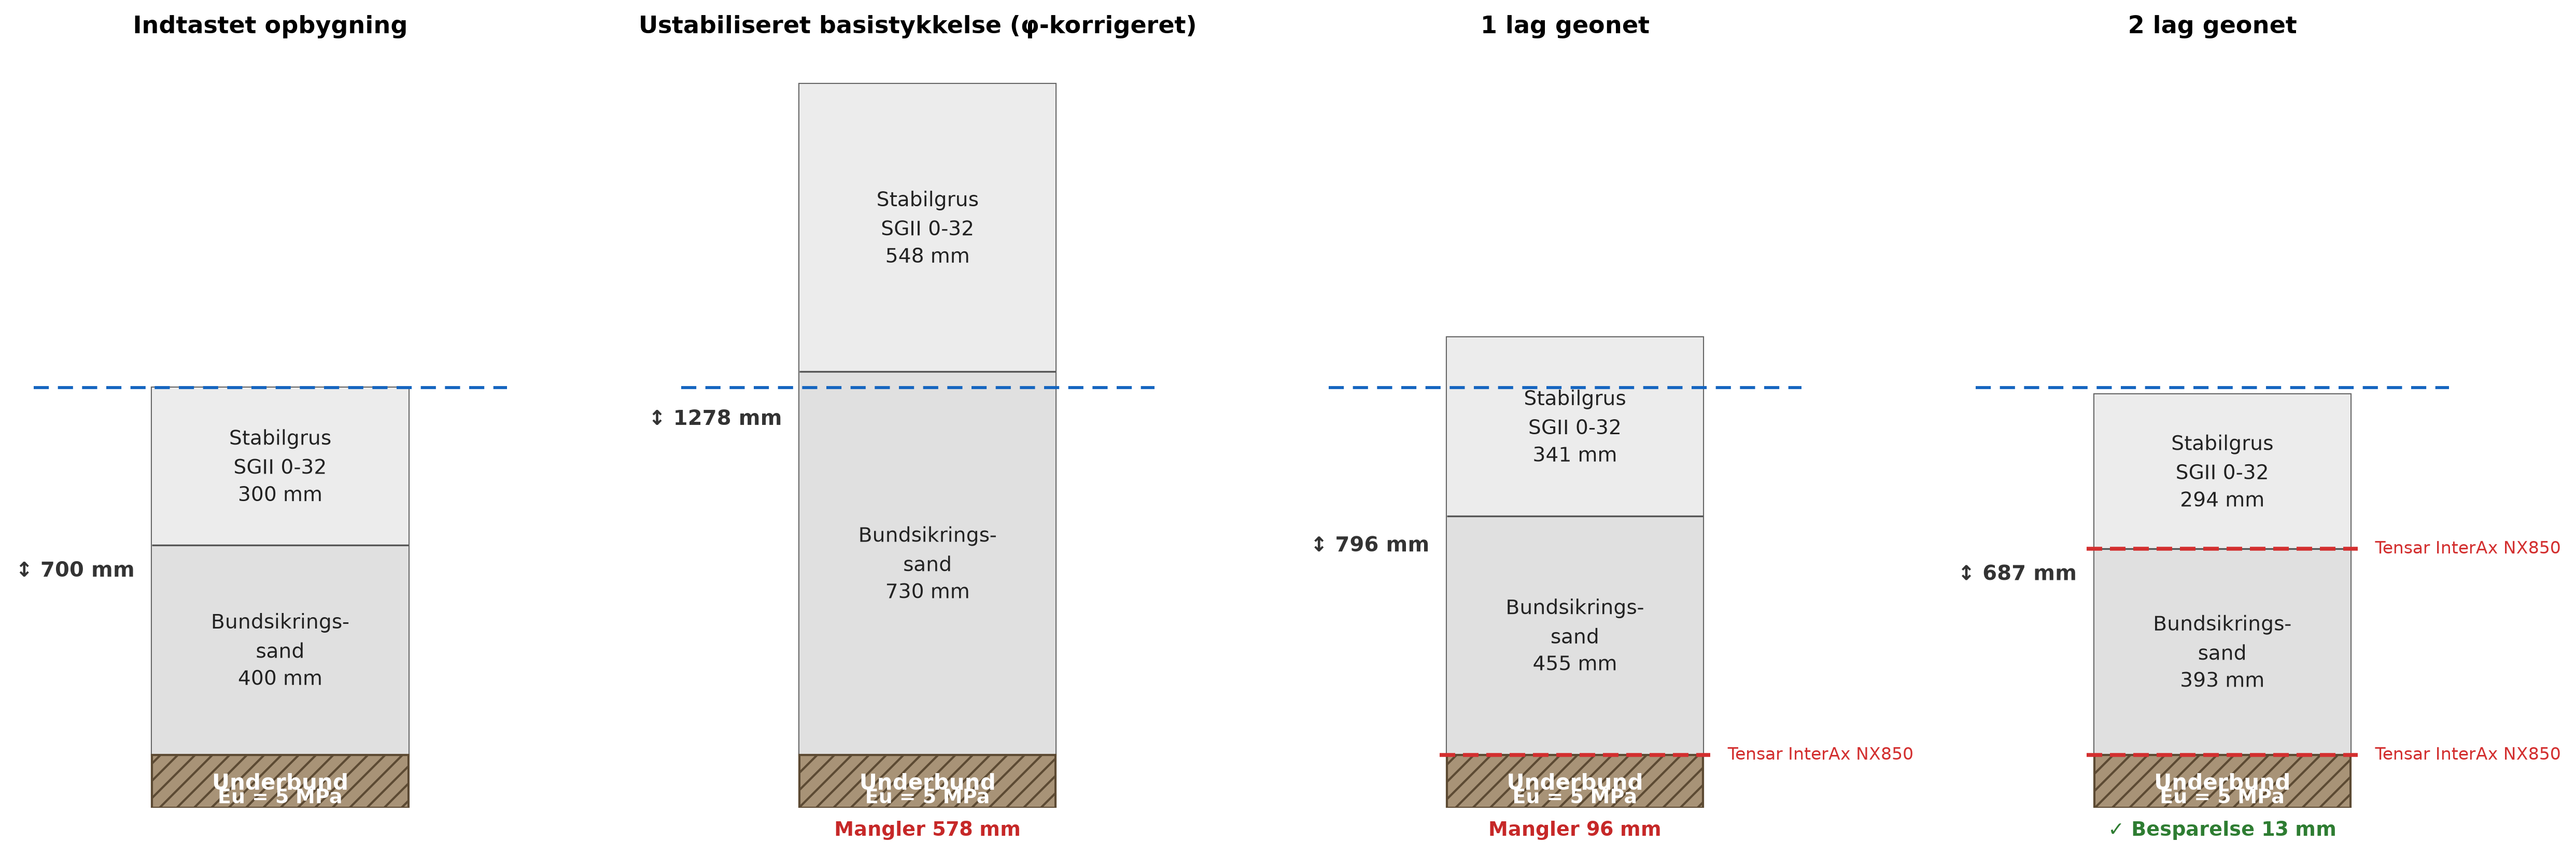 Indtastet opbygning
Stabilgrus
SGII 0-32
300 mm
↕ 700 mm
Bundsikrings-
sand
400 mm
Underbund
Eu = 5 MPa
Ustabiliseret basistykkelse (φ-korrigeret)
Stabilgrus
SGII 0-32
548 mm
↕ 1278 mm
Bundsikrings-
sand
730 mm
Underbund
Eu = 5 MPa
Mangler 578 mm
1 lag geonet
Stabilgrus
SGII 0-32
341 mm
↕ 796 mm
Bundsikrings-
sand
455 mm
Tensar InterAx NX850
Underbund
Eu = 5 MPa
Mangler 96 mm
2 lag geonet
Stabilgrus
SGII 0-32
294 mm
Tensar InterAx NX850
↕ 687 mm
Bundsikrings-
sand
393 mm
Tensar InterAx NX850
Underbund
Eu = 5 MPa
✓ Besparelse 13 mm